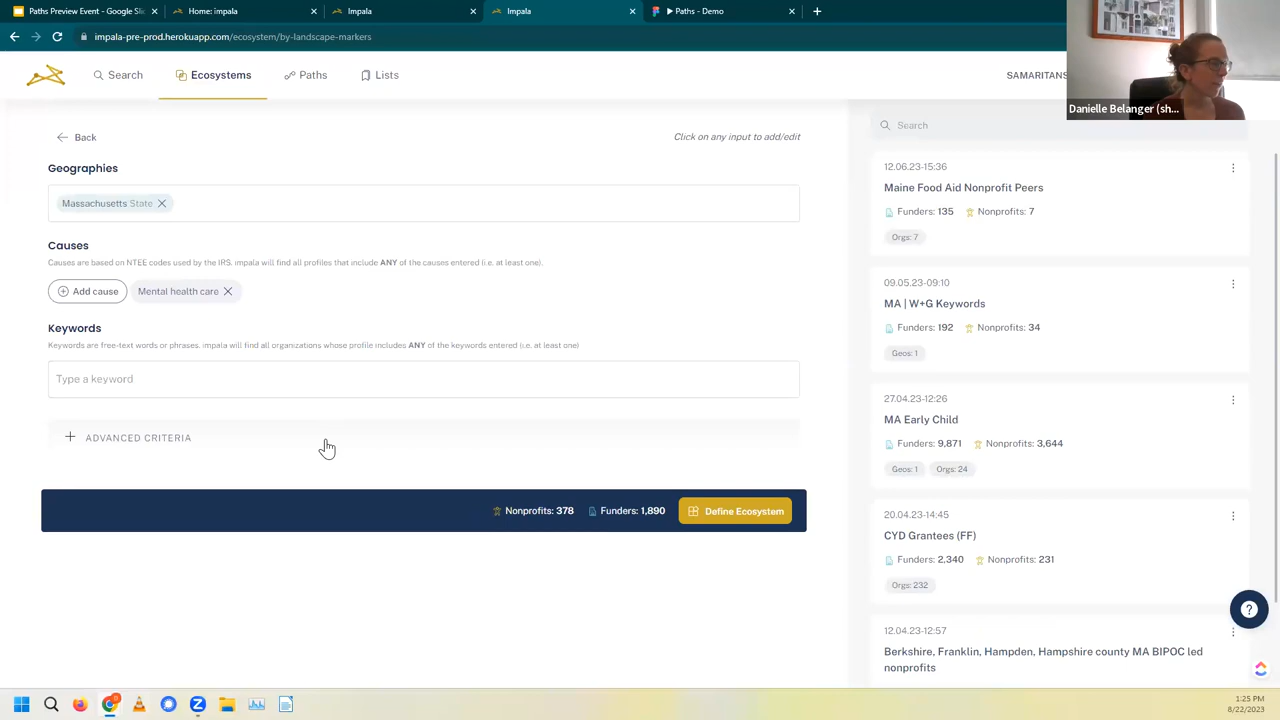 Paths Preview Event - Google Sli
Home: impala
Impala
Impala
Paths - Demo
impala-pre-prod.herokuapp.com/ecosystem/by-landscape-markers
Search
Ecosystems
Paths
Lists
SAMARITANS
Danielle Belanger (sh...
Back
Click on any input to add/edit
Geographies
Massachusetts State
Causes
Causes are based on NTEE codes used by the IRS. impala will find all profiles that include ANY of the causes entered (i.e. at least one).
Add cause
Mental health care
Keywords
Keywords are free-text words or phrases. impala will find all organizations whose profile includes ANY of the keywords entered (i.e. at least one)
Type a keyword
ADVANCED CRITERIA
Nonprofits: 378
Funders: 1,890
Define Ecosystem
Search
12.06.23-15:36
Maine Food Aid Nonprofit Peers
Funders: 135
Nonprofits: 7
Orgs: 7
09.05.23-09:10
MA | W+G Keywords
Funders: 192
Nonprofits: 34
Geos: 1
27.04.23-12:26
MA Early Child
Funders: 9,871
Nonprofits: 3,644
Geos: 1
Orgs: 24
20.04.23-14:45
CYD Grantees (FF)
Funders: 2,340
Nonprofits: 231
Orgs: 232
12.04.23-12:57
Berkshire, Franklin, Hampden, Hampshire county MA BIPOC led
nonprofits
1:25 PM
8/22/2023